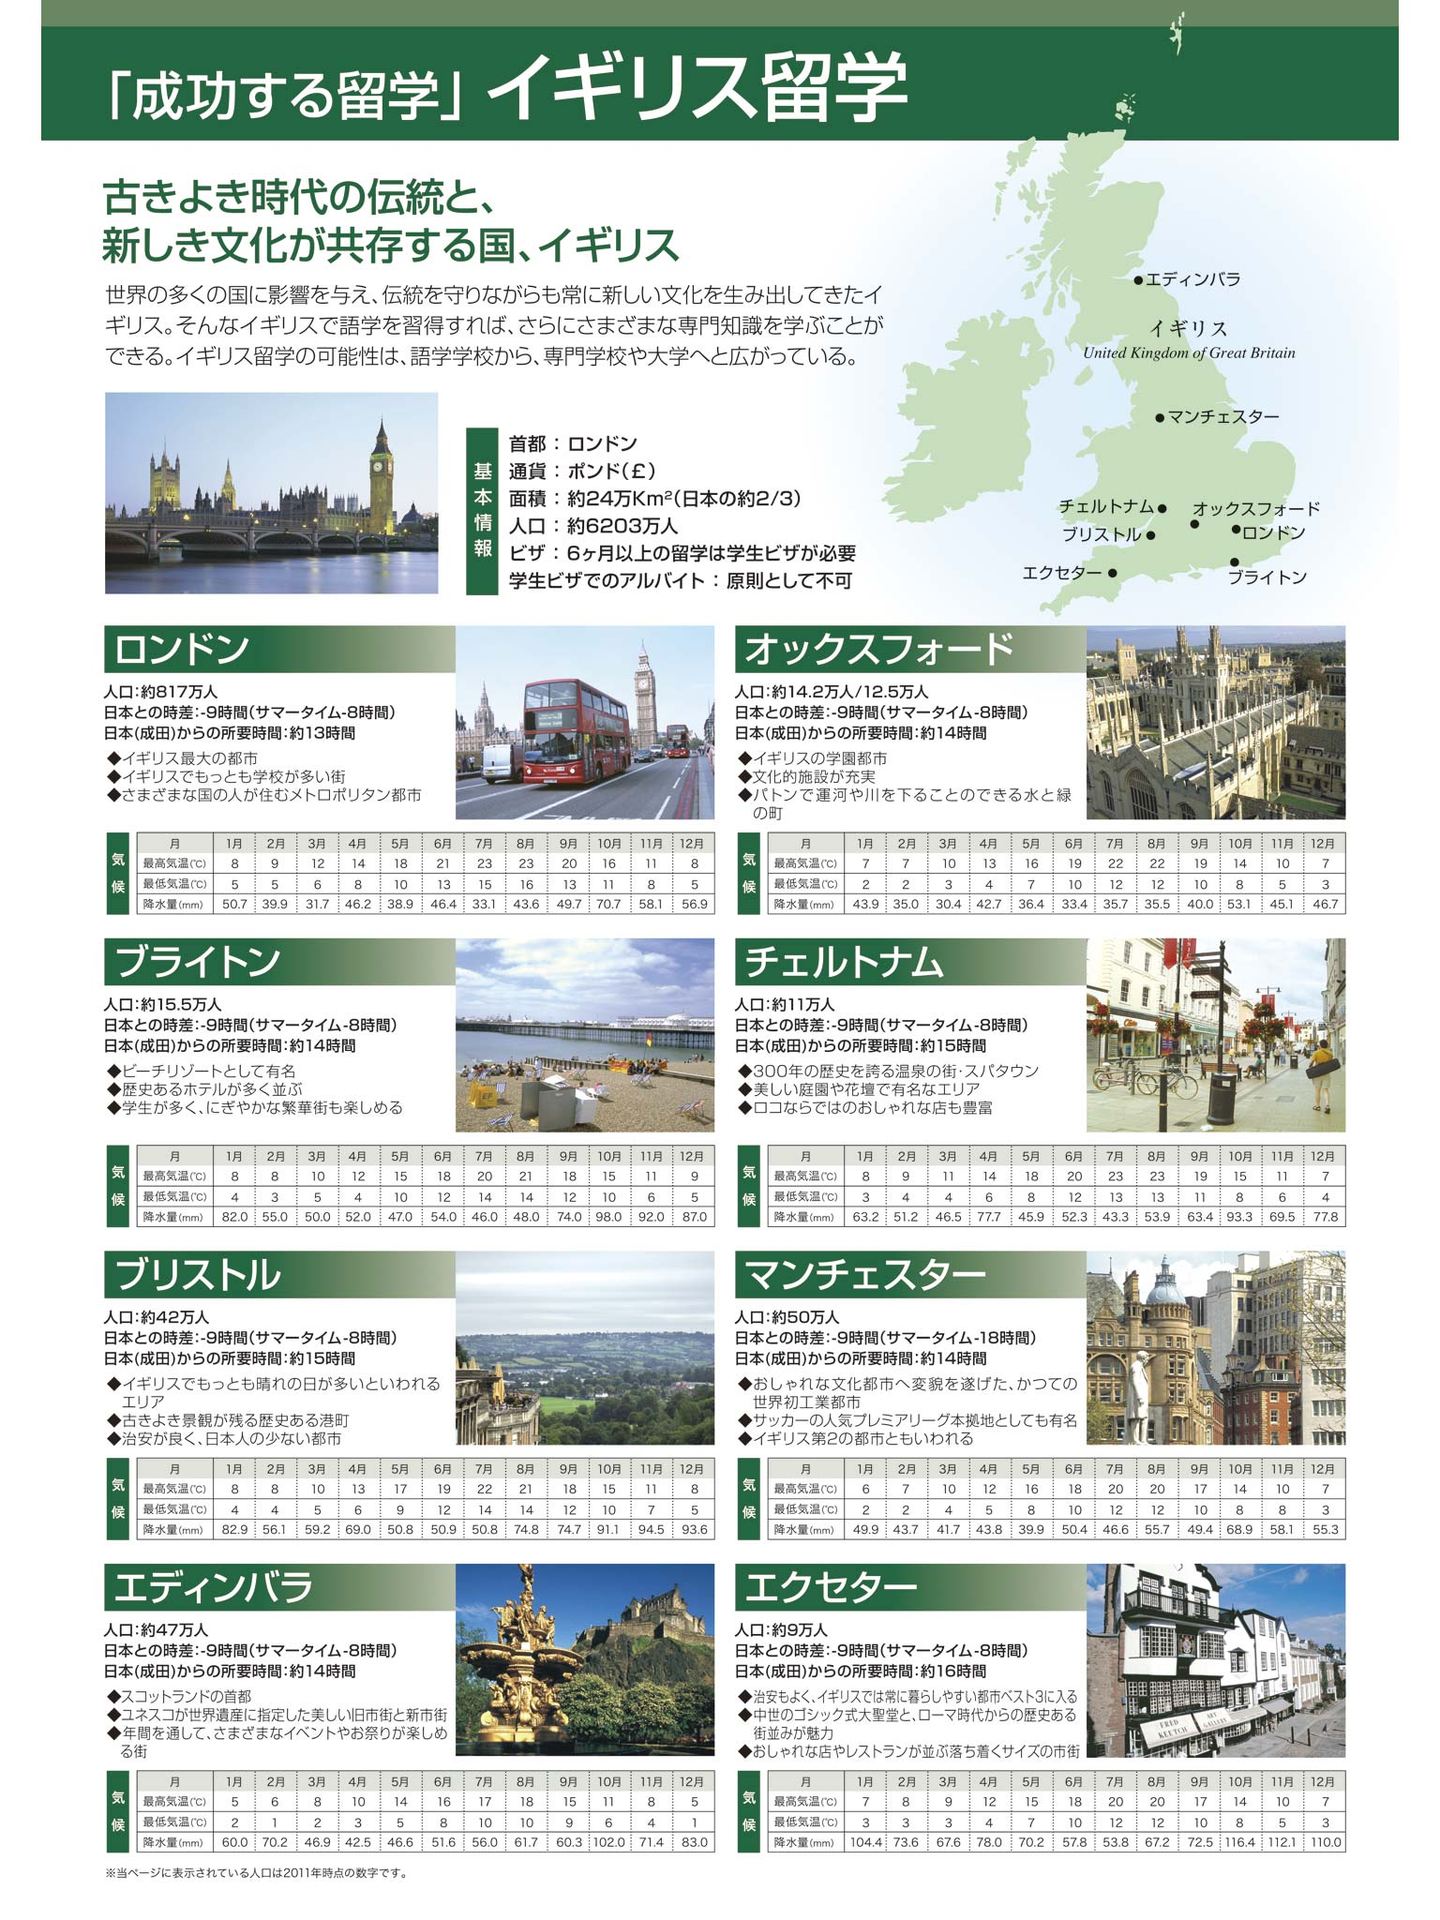 「成功する留学」イギリス留学
古きよき時代の伝統と、
新しき文化が共存する国、イギリス
世界の多くの国に影響を与え、伝統を守りながらも常に新しい文化を生み出してきたイ
ギリス。そんなイギリスで語学を習得すれば、さらにさまざまな専門知識を学ぶことが
できる。イギリス留学の可能性は、語学学校から、専門学校や大学へと広がっている。
エディンバラ
イギリス
United Kingdom of Great Britain
マンチェスター
チェルトナム
オックスフォード
ブリストル
ロンドン
エクセター
ブライトン
基本情報
首都：ロンドン
通貨：ポンド(£)
面積：約24万Km²(日本の約2/3)
人口：約6203万人
ビザ：6ヶ月以上の留学は学生ビザが必要
学生ビザでのアルバイト：原則として不可
ロンドン
人口：約817万人
日本との時差：-9時間(サマータイム-8時間)
日本(成田)からの所要時間：約13時間
◆イギリス最大の都市
◆イギリスでもっとも学校が多い街
◆さまざまな国の人が住むメトロポリタン都市
気候
月 1月 2月 3月 4月 5月 6月 7月 8月 9月 10月 11月 12月
最高気温(℃) 8 9 12 14 18 21 23 23 20 16 11 8
最低気温(℃) 5 5 6 8 10 13 15 16 13 11 8 5
降水量(mm) 50.7 39.9 31.7 46.2 38.9 46.4 33.1 43.6 49.7 70.7 58.1 56.9
オックスフォード
人口：約14.2万人/12.5万人
日本との時差：-9時間(サマータイム-8時間)
日本(成田)からの所要時間：約14時間
◆イギリスの学園都市
◆文化的施設が充実
◆パトンで運河や川を下ることのできる水と緑
の町
気候
月 1月 2月 3月 4月 5月 6月 7月 8月 9月 10月 11月 12月
最高気温(℃) 7 7 10 13 16 19 22 22 19 14 10 7
最低気温(℃) 2 2 3 4 7 10 12 12 10 8 5 3
降水量(mm) 43.9 35.0 30.4 42.7 36.4 33.4 35.7 35.5 40.0 53.1 45.1 46.7
ブライトン
人口：約15.5万人
日本との時差：-9時間(サマータイム-8時間)
日本(成田)からの所要時間：約14時間
◆ビーチリゾートとして有名
◆歴史あるホテルが多く並ぶ
◆学生が多く、にぎやかな繁華街も楽しめる
気候
月 1月 2月 3月 4月 5月 6月 7月 8月 9月 10月 11月 12月
最高気温(℃) 8 8 10 12 15 18 20 21 18 15 11 9
最低気温(℃) 4 3 5 4 10 12 14 14 12 10 6 5
降水量(mm) 82.0 55.0 50.0 52.0 47.0 54.0 46.0 48.0 74.0 98.0 92.0 87.0
チェルトナム
人口：約11万人
日本との時差：-9時間(サマータイム-8時間)
日本(成田)からの所要時間：約15時間
◆300年の歴史を誇る温泉の街・スパタウン
◆美しい庭園や花壇で有名なエリア
◆ロコならではのおしゃれな店も豊富
気候
月 1月 2月 3月 4月 5月 6月 7月 8月 9月 10月 11月 12月
最高気温(℃) 8 9 11 14 18 20 23 23 19 15 11 7
最低気温(℃) 3 4 4 6 8 12 13 13 11 8 6 4
降水量(mm) 63.2 51.2 46.5 77.7 45.9 52.3 43.3 53.9 63.4 93.3 69.5 77.8
ブリストル
人口：約42万人
日本との時差：-9時間(サマータイム-8時間)
日本(成田)からの所要時間：約15時間
◆イギリスでもっとも晴れの日が多いといわれる
エリア
◆古きよき景観が残る歴史ある港町
◆治安が良く、日本人の少ない都市
気候
月 1月 2月 3月 4月 5月 6月 7月 8月 9月 10月 11月 12月
最高気温(℃) 8 8 10 13 17 19 22 21 18 15 11 8
最低気温(℃) 4 4 5 6 9 12 14 14 12 10 7 5
降水量(mm) 82.9 56.1 59.2 69.0 50.8 50.9 50.8 74.8 74.7 91.1 94.5 93.6
マンチェスター
人口：約50万人
日本との時差：-9時間(サマータイム-18時間)
日本(成田)からの所要時間：約14時間
◆おしゃれな文化都市へ変貌を遂げた、かつての
世界初工業都市
◆サッカーの人気プレミアリーグ本拠地としても有名
◆イギリス第2の都市ともいわれる
気候
月 1月 2月 3月 4月 5月 6月 7月 8月 9月 10月 11月 12月
最高気温(℃) 6 7 10 12 16 18 20 20 17 14 10 7
最低気温(℃) 2 2 4 5 8 10 12 12 10 8 8 3
降水量(mm) 49.9 43.7 41.7 43.8 39.9 50.4 46.6 55.7 49.4 68.9 58.1 55.3
エディンバラ
人口：約47万人
日本との時差：-9時間(サマータイム-8時間)
日本(成田)からの所要時間：約14時間
◆スコットランドの首都
◆ユネスコが世界遺産に指定した美しい旧市街と新市街
◆年間を通して、さまざまなイベントやお祭りが楽しめ
る街
気候
月 1月 2月 3月 4月 5月 6月 7月 8月 9月 10月 11月 12月
最高気温(℃) 5 6 8 10 14 16 17 18 15 11 8 5
最低気温(℃) 2 1 2 3 5 8 10 10 9 6 4 1
降水量(mm) 60.0 70.2 46.9 42.5 46.6 51.6 56.0 61.7 60.3 102.0 71.4 83.0
エクセター
人口：約9万人
日本との時差：-9時間(サマータイム-8時間)
日本(成田)からの所要時間：約16時間
◆治安もよく、イギリスでは常に暮らしやすい都市ベスト3に入る
◆中世のゴシック式大聖堂と、ローマ時代からの歴史ある
街並みが魅力
◆おしゃれな店やレストランが並ぶ落ち着くサイズの市街
気候
月 1月 2月 3月 4月 5月 6月 7月 8月 9月 10月 11月 12月
最高気温(℃) 7 8 9 12 15 18 20 20 17 14 10 7
最低気温(℃) 3 3 3 4 7 10 12 12 10 8 5 3
降水量(mm) 104.4 73.6 67.6 78.0 70.2 57.8 53.8 67.2 72.5 116.4 112.1 110.0
※当ページに表示されている人口は2011年時点の数字です。